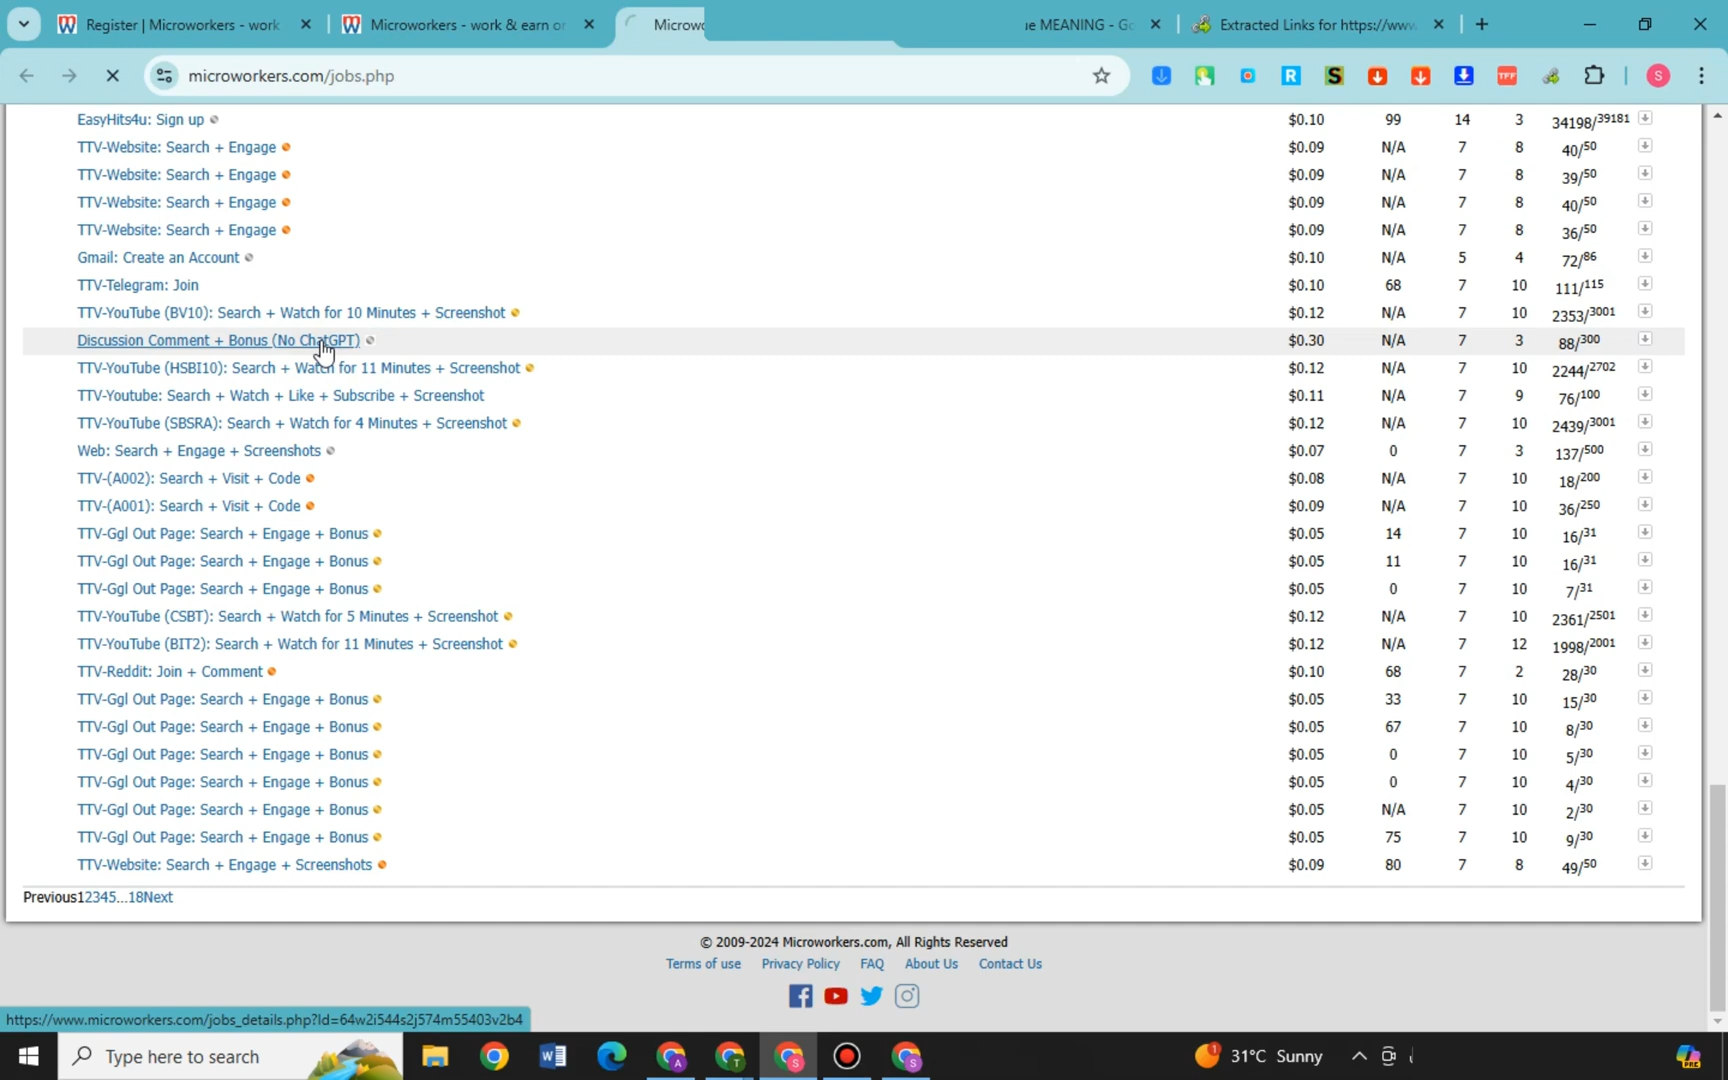 Register | Microworkers - work
Microworkers - work & earn or
Microwo
ie MEANING - Go
Extracted Links for https://www
microworkers.com/jobs.php
R
S
TFF
S
EasyHits4u: Sign up $0.10 99 14 3 34198/39181
TTV-Website: Search + Engage $0.09 N/A 7 8 40/50
TTV-Website: Search + Engage $0.09 N/A 7 8 39/50
TTV-Website: Search + Engage $0.09 N/A 7 8 40/50
TTV-Website: Search + Engage $0.09 N/A 7 8 36/50
Gmail: Create an Account $0.10 N/A 5 4 72/86
TTV-Telegram: Join $0.10 68 7 10 111/115
TTV-YouTube (BV10): Search + Watch for 10 Minutes + Screenshot $0.12 N/A 7 10 2353/3001
Discussion Comment + Bonus (No ChatGPT) $0.30 N/A 7 3 88/300
TTV-YouTube (HSBI10): Search + Watch for 11 Minutes + Screenshot $0.12 N/A 7 10 2244/2702
TTV-Youtube: Search + Watch + Like + Subscribe + Screenshot $0.11 N/A 7 9 76/100
TTV-YouTube (SBSRA): Search + Watch for 4 Minutes + Screenshot $0.12 N/A 7 10 2439/3001
Web: Search + Engage + Screenshots $0.07 0 7 3 137/500
TTV-(A002): Search + Visit + Code $0.08 N/A 7 10 18/200
TTV-(A001): Search + Visit + Code $0.09 N/A 7 10 36/250
TTV-Ggl Out Page: Search + Engage + Bonus $0.05 14 7 10 16/31
TTV-Ggl Out Page: Search + Engage + Bonus $0.05 11 7 10 16/31
TTV-Ggl Out Page: Search + Engage + Bonus $0.05 0 7 10 7/31
TTV-YouTube (CSBT): Search + Watch for 5 Minutes + Screenshot $0.12 N/A 7 10 2361/2501
TTV-YouTube (BIT2): Search + Watch for 11 Minutes + Screenshot $0.12 N/A 7 12 1998/2001
TTV-Reddit: Join + Comment $0.10 68 7 2 28/30
TTV-Ggl Out Page: Search + Engage + Bonus $0.05 33 7 10 15/30
TTV-Ggl Out Page: Search + Engage + Bonus $0.05 67 7 10 8/30
TTV-Ggl Out Page: Search + Engage + Bonus $0.05 0 7 10 5/30
TTV-Ggl Out Page: Search + Engage + Bonus $0.05 0 7 10 4/30
TTV-Ggl Out Page: Search + Engage + Bonus $0.05 N/A 7 10 2/30
TTV-Ggl Out Page: Search + Engage + Bonus $0.05 75 7 10 9/30
TTV-Website: Search + Engage + Screenshots $0.09 80 7 8 49/50
Previous12345...18Next
© 2009-2024 Microworkers.com, All Rights Reserved
Terms of use Privacy Policy FAQ About Us Contact Us
https://www.microworkers.com/jobs_details.php?Id=64w2i544s2j574m55403v2b4
Type here to search
31°C Sunny